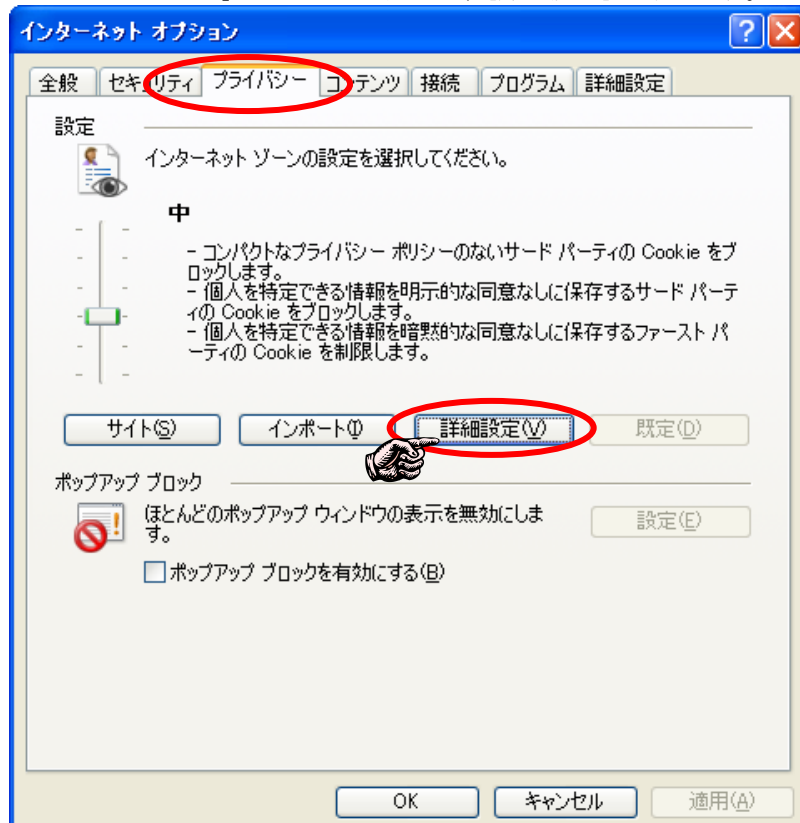 インターネット オプション
全般 セキュリティ プライバシー コンテンツ 接続 プログラム 詳細設定
設定
インターネット ゾーンの設定を選択してください。
中
- コンパクトなプライバシー ポリシーのないサード パーティの Cookie をブ
ロックします。
- 個人を特定できる情報を明示的な同意なしに保存するサード パーテ
ィの Cookie をブロックします。
- 個人を特定できる情報を暗黙的な同意なしに保存するファースト パ
ーティの Cookie を制限します。
サイト(S) インポート(I) 詳細設定(V) 既定(D)
ポップアップ ブロック
ほとんどのポップアップ ウィンドウの表示を無効にしま
す。
設定(E)
ポップアップ ブロックを有効にする(B)
OK キャンセル 適用(A)